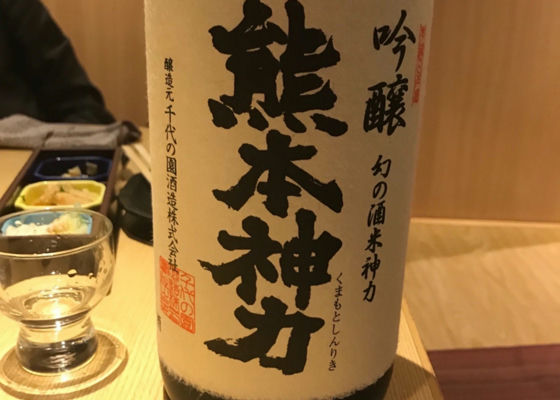 吟醸 幻の酒米神力
熊本神力
くまもとしんりき
醸造元 千代の園酒造株式会社